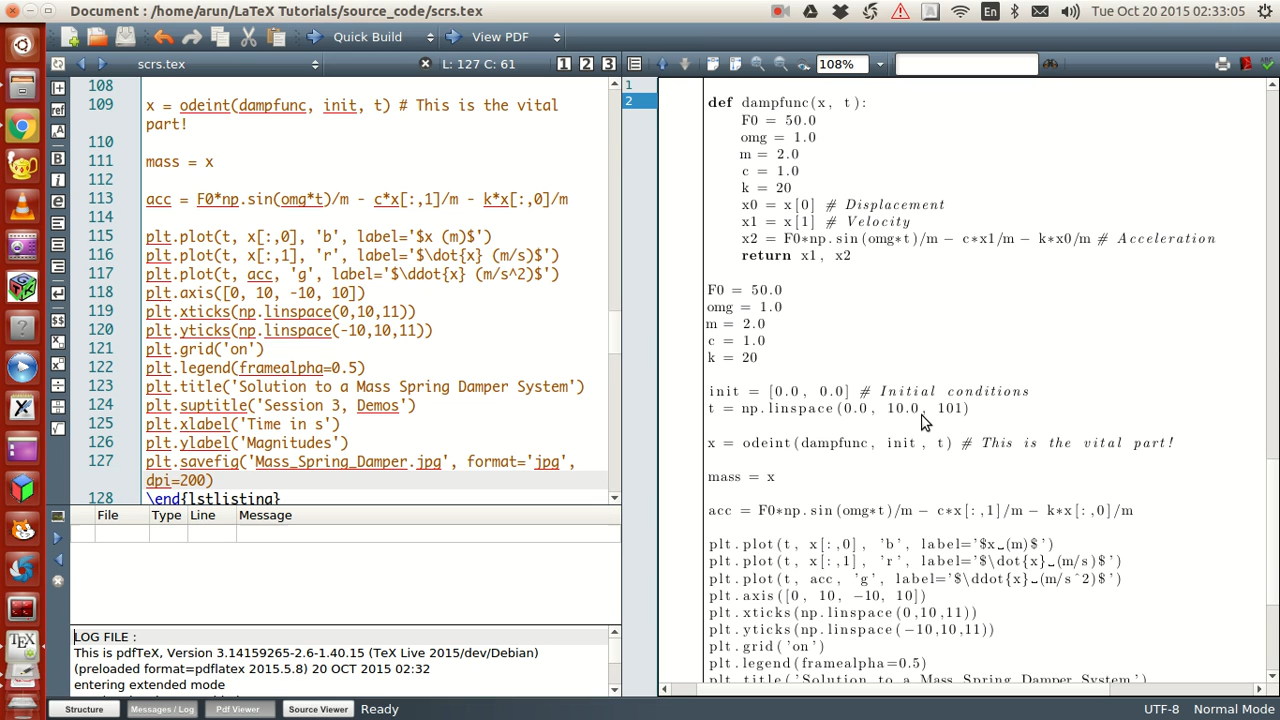 Document : /home/arun/LaTeX Tutorials/source_code/scrs.tex
En
Tue Oct 20 2015 02:33:05
Quick Build
View PDF
scrs.tex
L: 127 C: 61
1 2 3
108%
108
109 x = odeint(dampfunc, init, t) # This is the vital
part!
110
111 mass = x
112
113 acc = F0*np.sin(omg*t)/m - c*x[:,1]/m - k*x[:,0]/m
114
115 plt.plot(t, x[:,0], 'b', label='$x (m)$')
116 plt.plot(t, x[:,1], 'r', label='$\dot{x} (m/s)$')
117 plt.plot(t, acc, 'g', label='$\ddot{x} (m/s^2)$')
118 plt.axis([0, 10, -10, 10])
119 plt.xticks(np.linspace(0,10,11))
120 plt.yticks(np.linspace(-10,10,11))
121 plt.grid('on')
122 plt.legend(framealpha=0.5)
123 plt.title('Solution to a Mass Spring Damper System')
124 plt.suptitle('Session 3, Demos')
125 plt.xlabel('Time in s')
126 plt.ylabel('Magnitudes')
127 plt.savefig('Mass_Spring_Damper.jpg', format='jpg',
dpi=200)
128 \end{lstlisting}
File Type Line Message
LOG FILE :
This is pdfTeX, Version 3.14159265-2.6-1.40.15 (TeX Live 2015/dev/Debian)
(preloaded format=pdflatex 2015.5.8) 20 OCT 2015 02:32
entering extended mode
1
2
def dampfunc(x, t):
F0 = 50.0
omg = 1.0
m = 2.0
c = 1.0
k = 20
x0 = x[0] # Displacement
x1 = x[1] # Velocity
x2 = F0*np.sin(omg*t)/m − c*x1/m − k*x0/m # Acceleration
return x1, x2
F0 = 50.0
omg = 1.0
m = 2.0
c = 1.0
k = 20
init = [0.0, 0.0] # Initial conditions
t = np.linspace(0.0, 10.0, 101)
x = odeint(dampfunc, init, t) # This is the vital part!
mass = x
acc = F0*np.sin(omg*t)/m − c*x[:,1]/m − k*x[:,0]/m
plt.plot(t, x[:,0], 'b', label='$x␣(m)$')
plt.plot(t, x[:,1], 'r', label='$\dot{x}␣(m/s)$')
plt.plot(t, acc, 'g', label='$\ddot{x}␣(m/s^2)$')
plt.axis([0, 10, −10, 10])
plt.xticks(np.linspace(0,10,11))
plt.yticks(np.linspace(−10,10,11))
plt.grid('on')
plt.legend(framealpha=0.5)
plt.title('Solution␣to␣a␣Mass␣Spring␣Damper␣System')
Structure Messages / Log Pdf Viewer Source Viewer Ready
UTF-8 Normal Mode